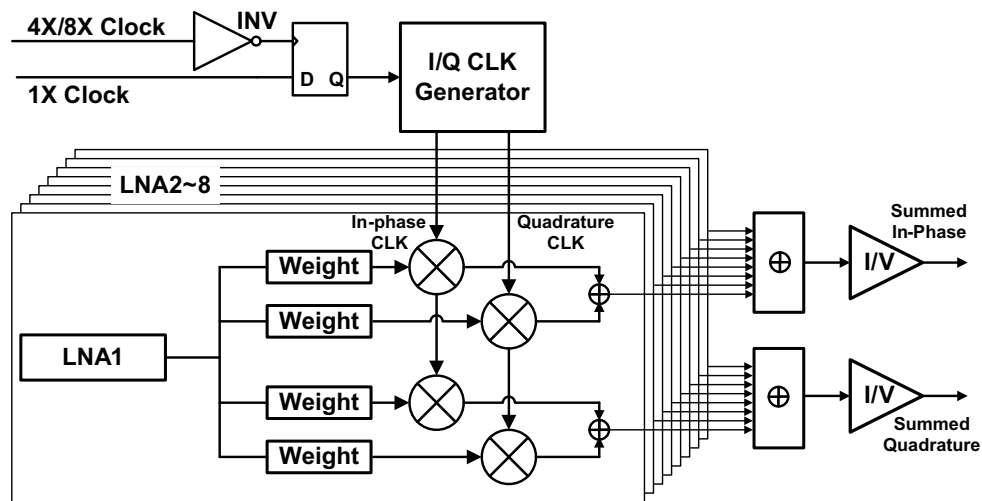 4X/8X Clock
INV
D Q
1X Clock
I/Q CLK
Generator
LNA2~8
In-phase
CLK
Quadrature
CLK
Weight
Weight
LNA1
Weight
Weight
Summed
In-Phase
I/V
I/V
Summed
Quadrature